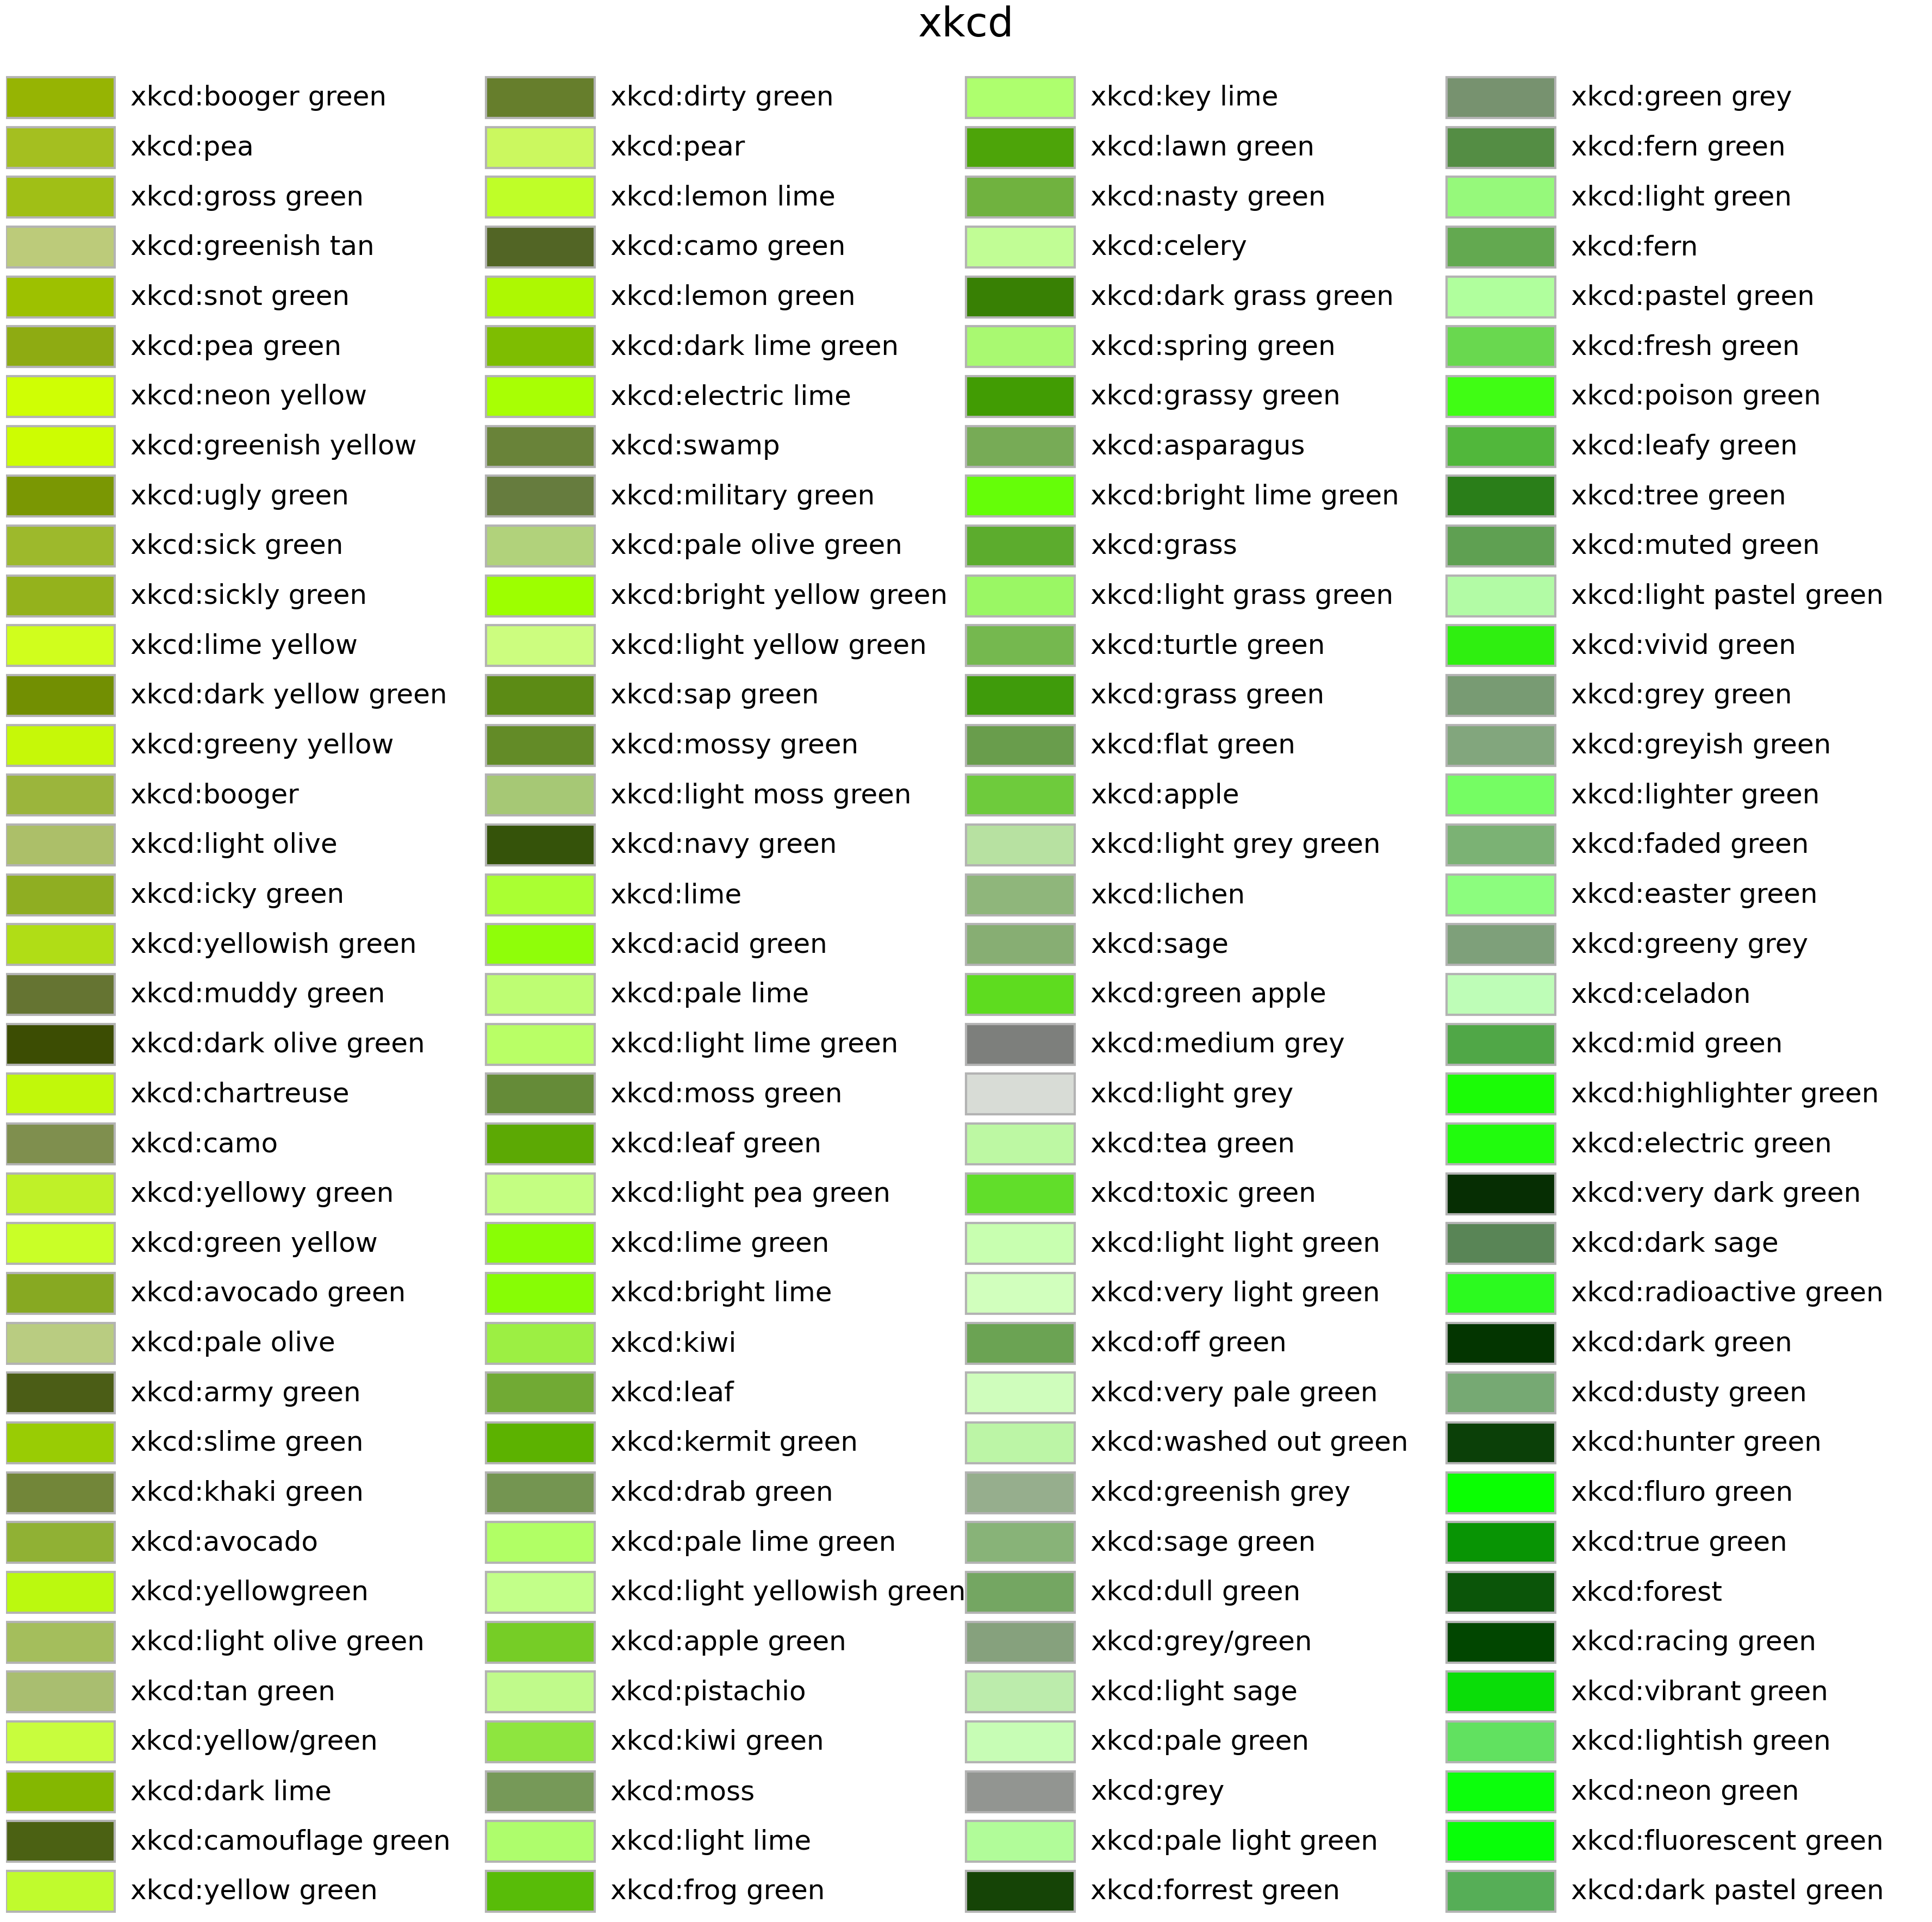 xkcd
xkcd:booger green
xkcd:pea
xkcd:gross green
xkcd:greenish tan
xkcd:snot green
xkcd:pea green
xkcd:neon yellow
xkcd:greenish yellow
xkcd:ugly green
xkcd:sick green
xkcd:sickly green
xkcd:lime yellow
xkcd:dark yellow green
xkcd:greeny yellow
xkcd:booger
xkcd:light olive
xkcd:icky green
xkcd:yellowish green
xkcd:muddy green
xkcd:dark olive green
xkcd:chartreuse
xkcd:camo
xkcd:yellowy green
xkcd:green yellow
xkcd:avocado green
xkcd:pale olive
xkcd:army green
xkcd:slime green
xkcd:khaki green
xkcd:avocado
xkcd:yellowgreen
xkcd:light olive green
xkcd:tan green
xkcd:yellow/green
xkcd:dark lime
xkcd:camouflage green
xkcd:yellow green
xkcd:dirty green
xkcd:pear
xkcd:lemon lime
xkcd:camo green
xkcd:lemon green
xkcd:dark lime green
xkcd:electric lime
xkcd:swamp
xkcd:military green
xkcd:pale olive green
xkcd:bright yellow green
xkcd:light yellow green
xkcd:sap green
xkcd:mossy green
xkcd:light moss green
xkcd:navy green
xkcd:lime
xkcd:acid green
xkcd:pale lime
xkcd:light lime green
xkcd:moss green
xkcd:leaf green
xkcd:light pea green
xkcd:lime green
xkcd:bright lime
xkcd:kiwi
xkcd:leaf
xkcd:kermit green
xkcd:drab green
xkcd:pale lime green
xkcd:light yellowish green
xkcd:apple green
xkcd:pistachio
xkcd:kiwi green
xkcd:moss
xkcd:light lime
xkcd:frog green
xkcd:key lime
xkcd:lawn green
xkcd:nasty green
xkcd:celery
xkcd:dark grass green
xkcd:spring green
xkcd:grassy green
xkcd:asparagus
xkcd:bright lime green
xkcd:grass
xkcd:light grass green
xkcd:turtle green
xkcd:grass green
xkcd:flat green
xkcd:apple
xkcd:light grey green
xkcd:lichen
xkcd:sage
xkcd:green apple
xkcd:medium grey
xkcd:light grey
xkcd:tea green
xkcd:toxic green
xkcd:light light green
xkcd:very light green
xkcd:off green
xkcd:very pale green
xkcd:washed out green
xkcd:greenish grey
xkcd:sage green
xkcd:dull green
xkcd:grey/green
xkcd:light sage
xkcd:pale green
xkcd:grey
xkcd:pale light green
xkcd:forrest green
xkcd:green grey
xkcd:fern green
xkcd:light green
xkcd:fern
xkcd:pastel green
xkcd:fresh green
xkcd:poison green
xkcd:leafy green
xkcd:tree green
xkcd:muted green
xkcd:light pastel green
xkcd:vivid green
xkcd:grey green
xkcd:greyish green
xkcd:lighter green
xkcd:faded green
xkcd:easter green
xkcd:greeny grey
xkcd:celadon
xkcd:mid green
xkcd:highlighter green
xkcd:electric green
xkcd:very dark green
xkcd:dark sage
xkcd:radioactive green
xkcd:dark green
xkcd:dusty green
xkcd:hunter green
xkcd:fluro green
xkcd:true green
xkcd:forest
xkcd:racing green
xkcd:vibrant green
xkcd:lightish green
xkcd:neon green
xkcd:fluorescent green
xkcd:dark pastel green